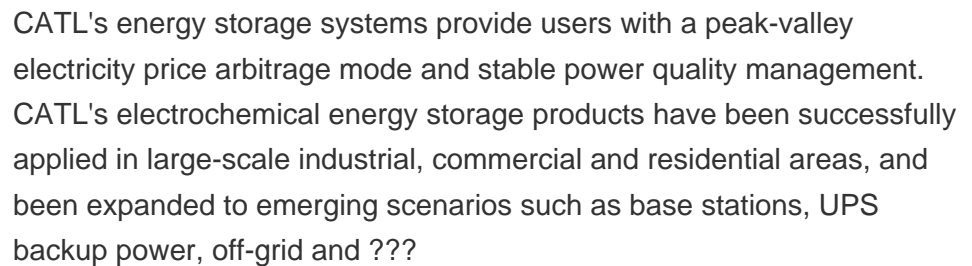 CATL's energy storage systems provide users with a peak-valley
electricity price arbitrage mode and stable power quality management.
CATL's electrochemical energy storage products have been successfully
applied in large-scale industrial, commercial and residential areas, and
been expanded to emerging scenarios such as base stations, UPS
backup power, off-grid and ???